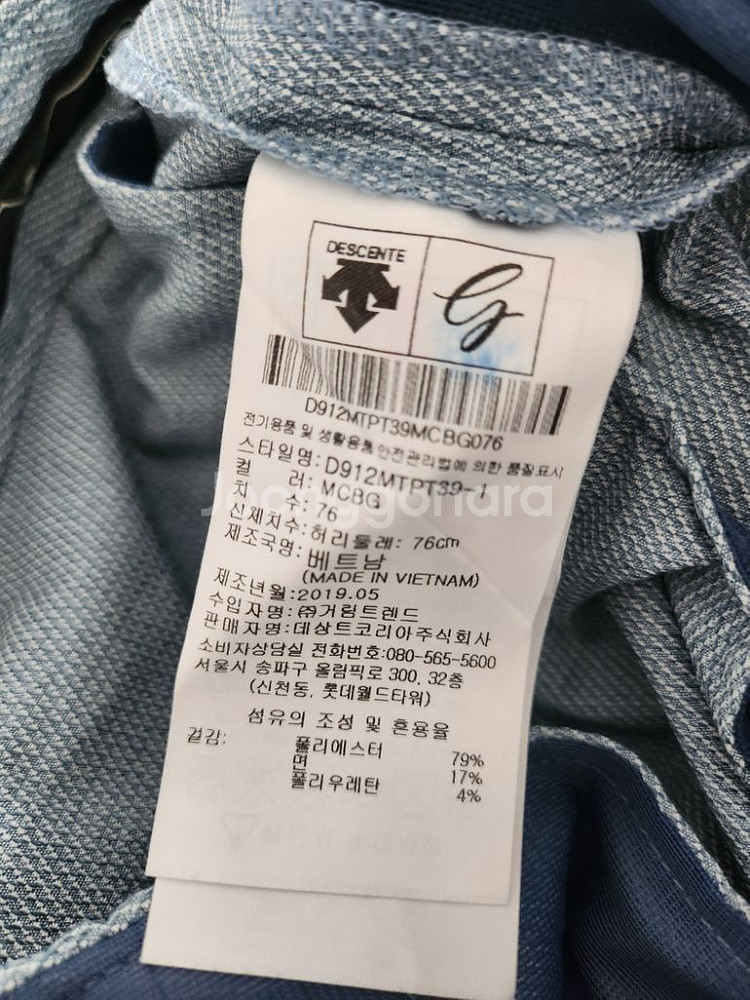 DESCENTE
D912MTPT39MCBG076
전기용품 및 생활용품 안전관리법에 의한 품질표시
스타일명: D912MTPT39-1
컬 러: MCBG
치 수: 76
신체치수: 허리둘레: 76cm
제조국명: 베트남
(MADE IN VIETNAM)
제조년월: 2019.05
수입자명: ㈜거림트렌드
판매자명: 데상트코리아주식회사
소비자상담실 전화번호: 080-565-5600
서울시 송파구 올림픽로 300, 32층
(신천동, 롯데월드타워)
섬유의 조성 및 혼용율
겉감: 폴리에스터 79%
면 17%
폴리우레탄 4%
Joonggonara